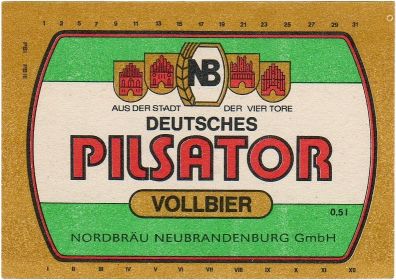 1 3 5 7 9 11 13 15 17 19 21 23 25 27 29 31
NB
AUS DER STADT DER VIER TORE
DEUTSCHES
PILSATOR
VOLLBIER
0,5 l
NORDBRÄU NEUBRANDENBURG GmbH
I II III IV V VI VII VIII IX X XI XII